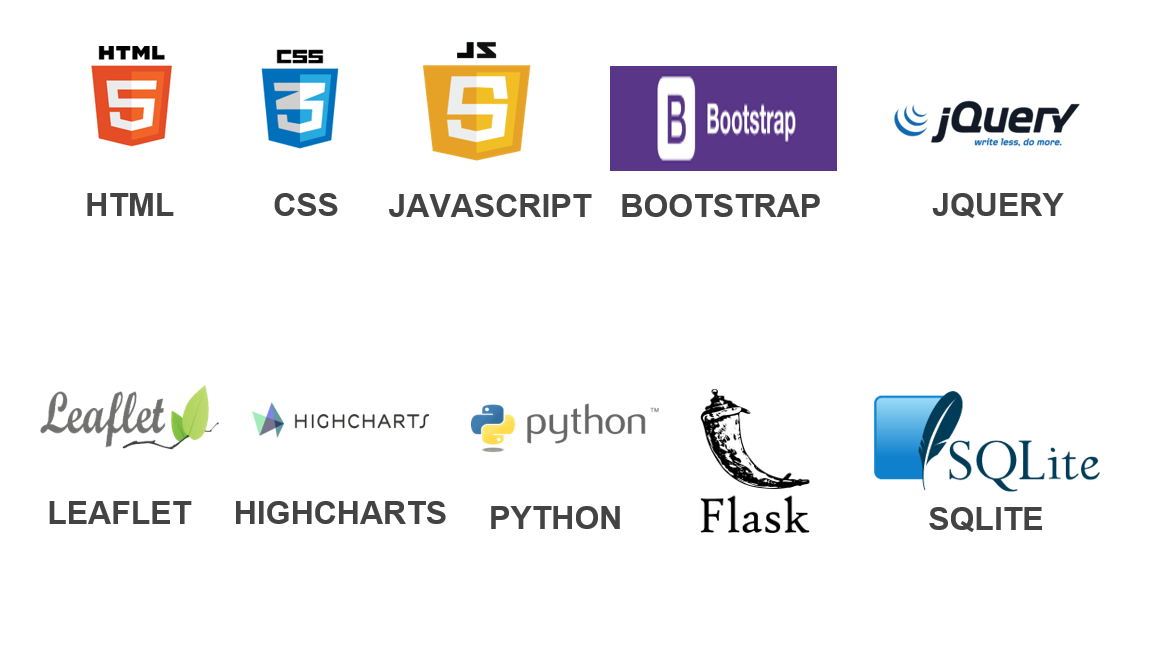 HTML
CSS
JS
B Bootstrap
jQuery
write less, do more.
HTML
CSS
JAVASCRIPT
BOOTSTRAP
JQUERY
Leaflet
HIGHCHARTS
python™
Flask
SQLite
LEAFLET
HIGHCHARTS
PYTHON
SQLITE